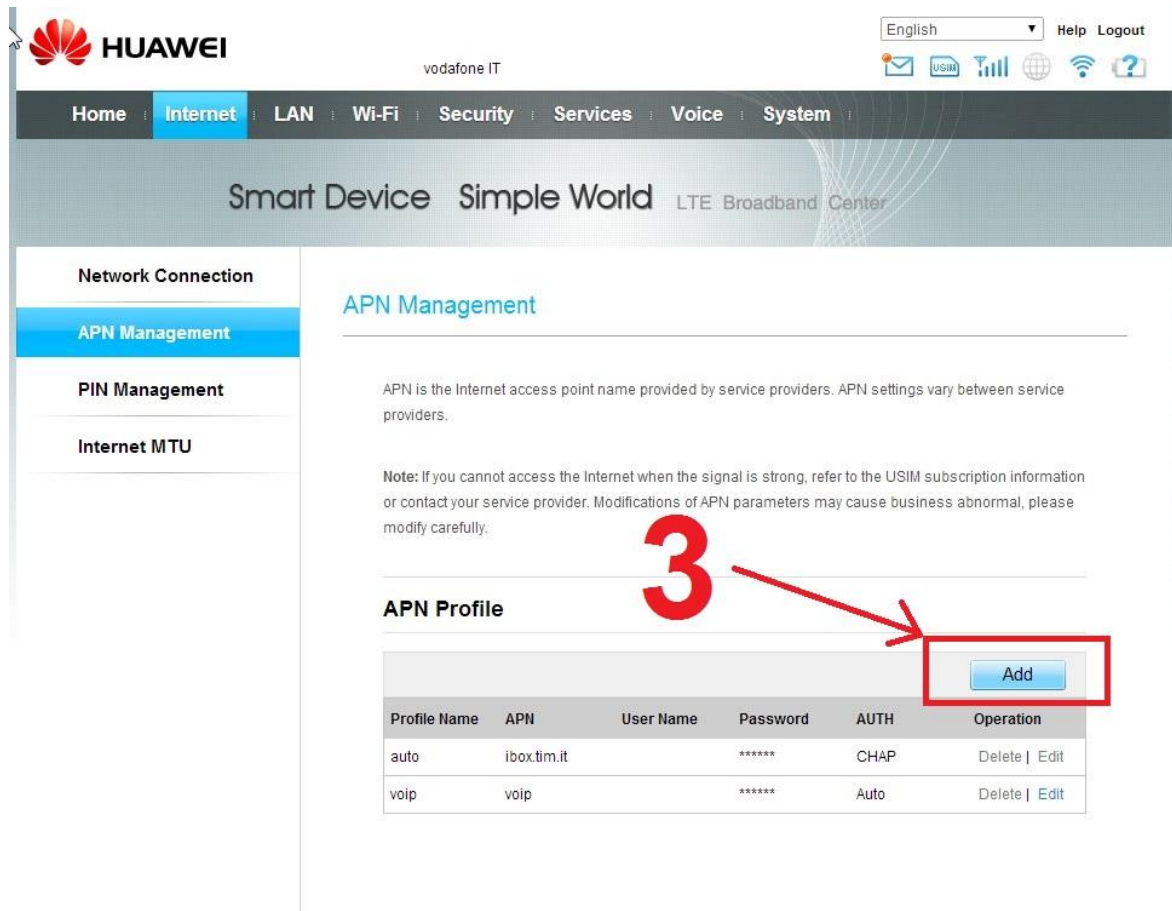 HUAWEI
vodafone IT
English
Help Logout
USIM
Home Internet LAN Wi-Fi Security Services Voice System
Smart Device Simple World LTE Broadband Center
Network Connection
APN Management
PIN Management
Internet MTU
APN Management
APN is the Internet access point name provided by service providers. APN settings vary between service
providers.
Note: If you cannot access the Internet when the signal is strong, refer to the USIM subscription information
or contact your service provider. Modifications of APN parameters may cause business abnormal, please
modify carefully.
3
APN Profile
Add
Profile Name APN User Name Password AUTH Operation
auto ibox.tim.it ****** CHAP Delete | Edit
voip voip ****** Auto Delete | Edit